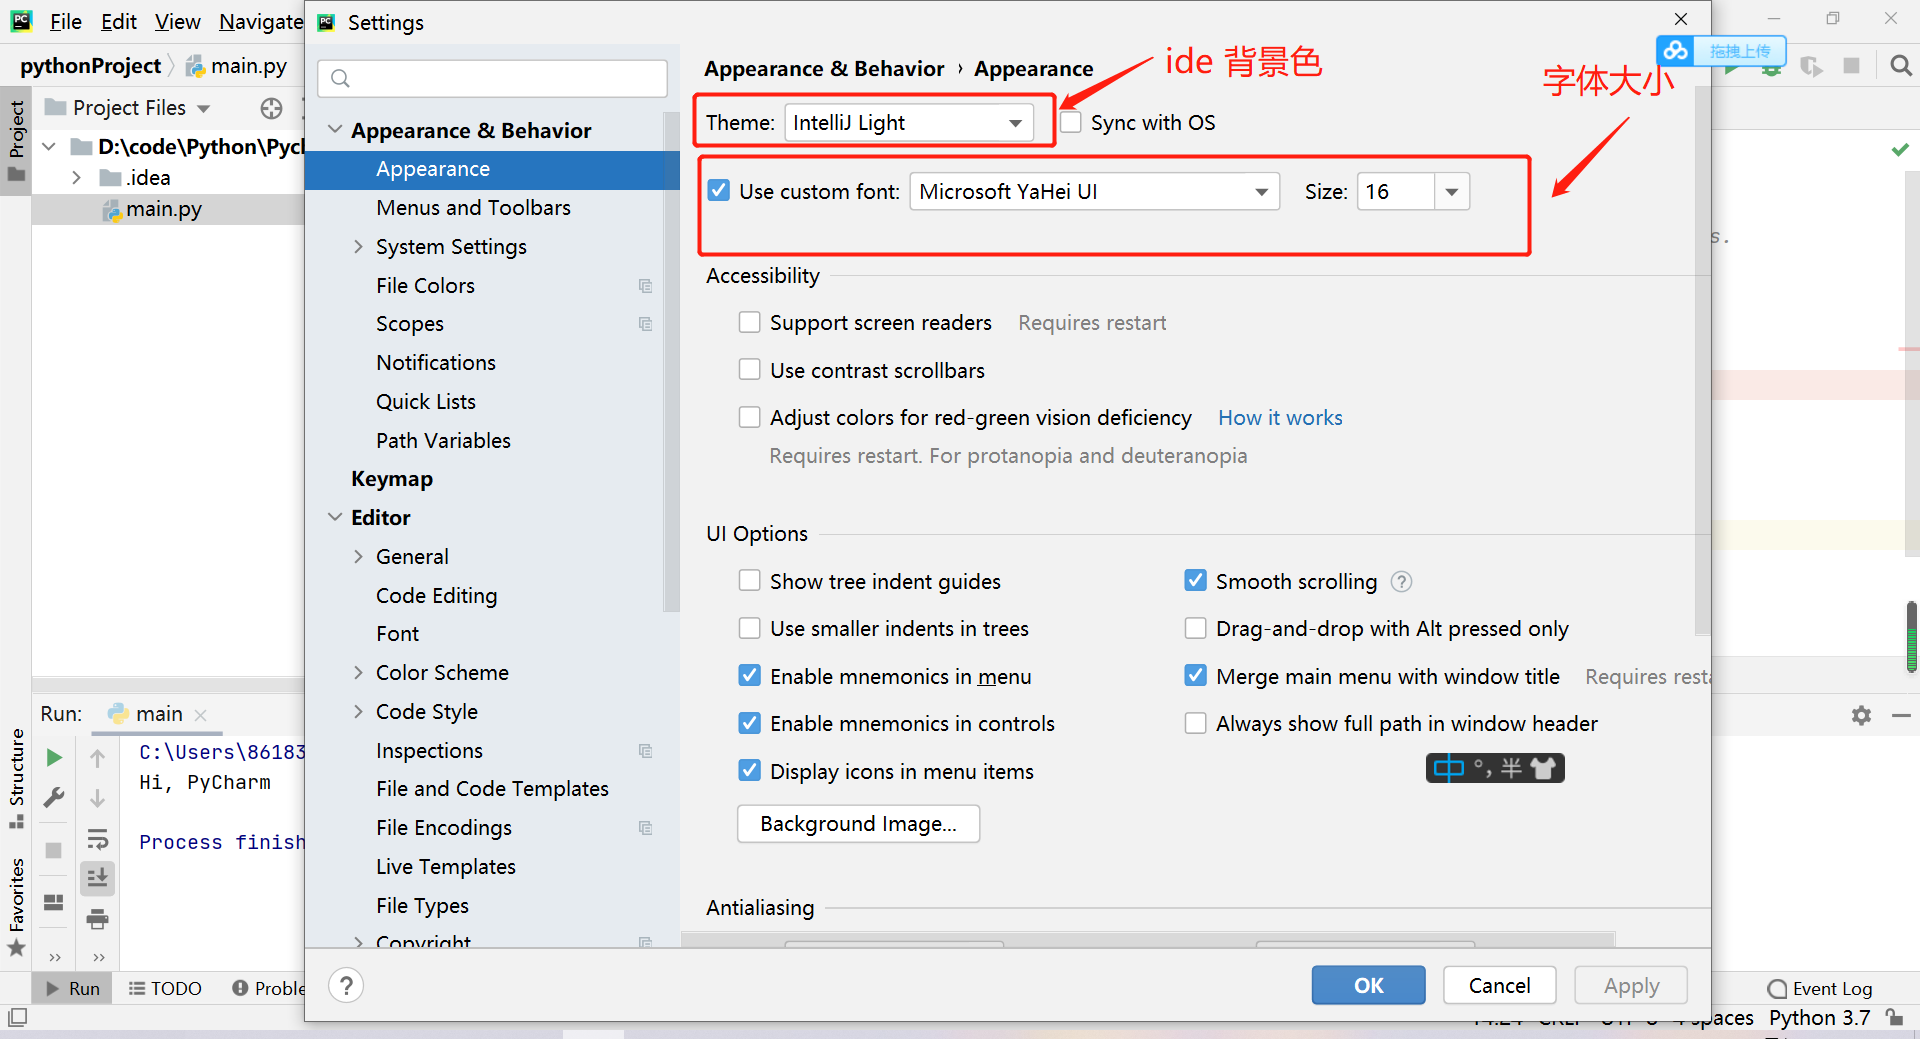 File Edit View Navigate
Settings
pythonProject main.py
拖拽上传
Project Files
D:\code\Python\Pyc
.idea
main.py
Project
Structure
Favorites
Appearance & Behavior
Appearance
Menus and Toolbars
System Settings
File Colors
Scopes
Notifications
Quick Lists
Path Variables
Keymap
Editor
General
Code Editing
Font
Color Scheme
Code Style
Inspections
File and Code Templates
File Encodings
Live Templates
File Types
Copyright
Appearance & Behavior › Appearance
ide 背景色
字体大小
Theme: IntelliJ Light Sync with OS
Use custom font: Microsoft YaHei UI Size: 16
s.
Accessibility
Support screen readers Requires restart
Use contrast scrollbars
Adjust colors for red-green vision deficiency How it works
Requires restart. For protanopia and deuteranopia
UI Options
Show tree indent guides Smooth scrolling ?
Use smaller indents in trees Drag-and-drop with Alt pressed only
Enable mnemonics in menu Merge main menu with window title Requires resta
Enable mnemonics in controls Always show full path in window header
Display icons in menu items
中 °, 半
Background Image...
Antialiasing
? OK Cancel Apply
Run: main
C:\Users\86183
Hi, PyCharm
Process finish
Run TODO Proble
Event Log
spaces Python 3.7